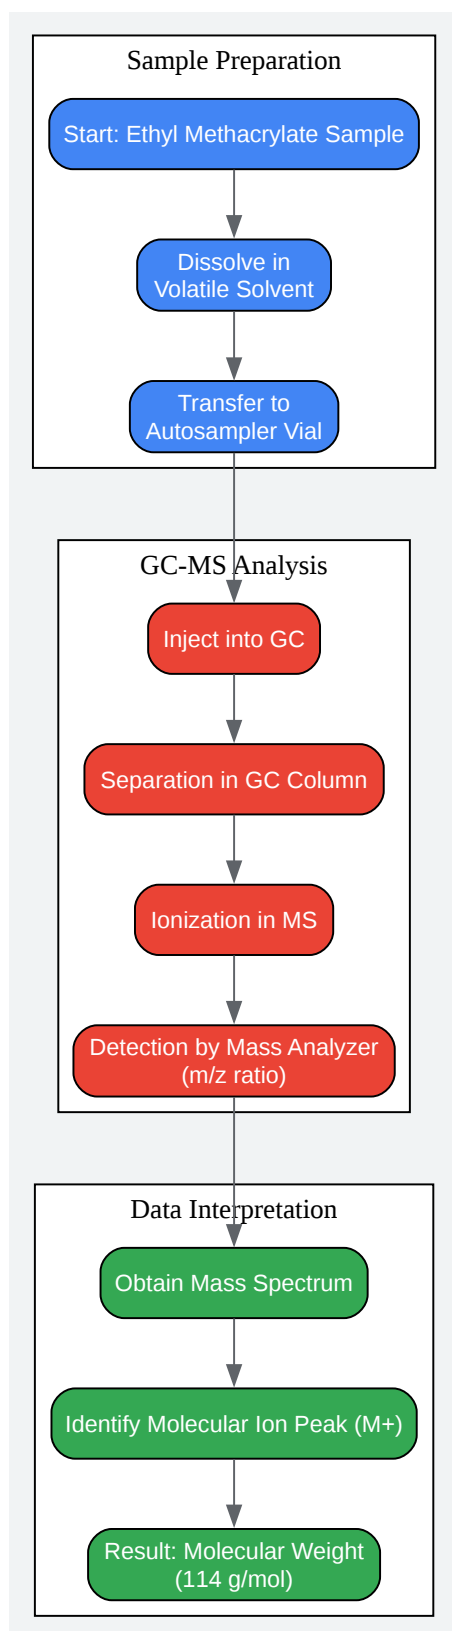 Sample Preparation
Start: Ethyl Methacrylate Sample
Dissolve in
Volatile Solvent
Transfer to
Autosampler Vial
GC-MS Analysis
Inject into GC
Separation in GC Column
Ionization in MS
Detection by Mass Analyzer
(m/z ratio)
Data Interpretation
Obtain Mass Spectrum
Identify Molecular Ion Peak (M+)
Result: Molecular Weight
(114 g/mol)